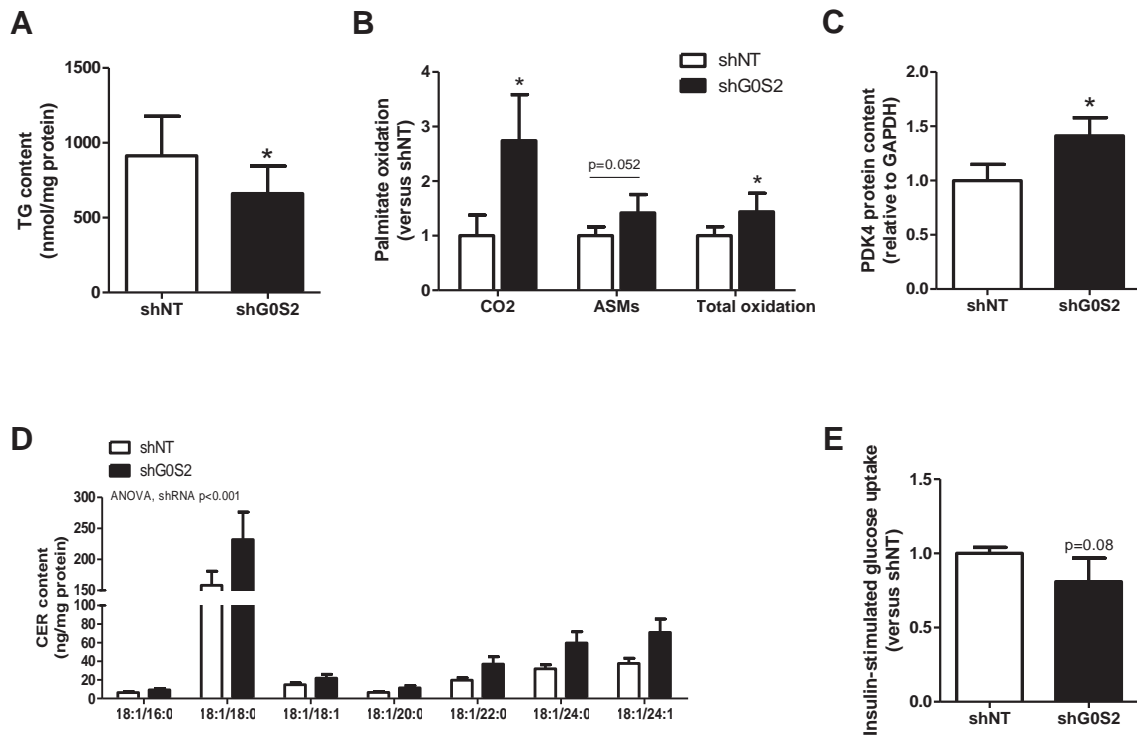 A
TG content
(nmol/mg protein)
1500
1000
500
0
*
shNT
shG0S2
B
shNT
shG0S2
Palmitate oxidation
(versus shNT)
4
3
2
1
0
*
p=0.052
*
CO2
ASMs
Total oxidation
C
PDK4 protein content
(relative to GAPDH)
2.0
1.5
1.0
0.5
0.0
*
shNT
shG0S2
D
shNT
shG0S2
ANOVA, shRNA p<0.001
CER content
(ng/mg protein)
300
250
200
150
100
80
60
40
20
0
18:1/16:0
18:1/18:0
18:1/18:1
18:1/20:0
18:1/22:0
18:1/24:0
18:1/24:1
E
Insulin-stimulated glucose uptake
(versus shNT)
1.5
1.0
0.5
0.0
p=0.08
shNT
shG0S2